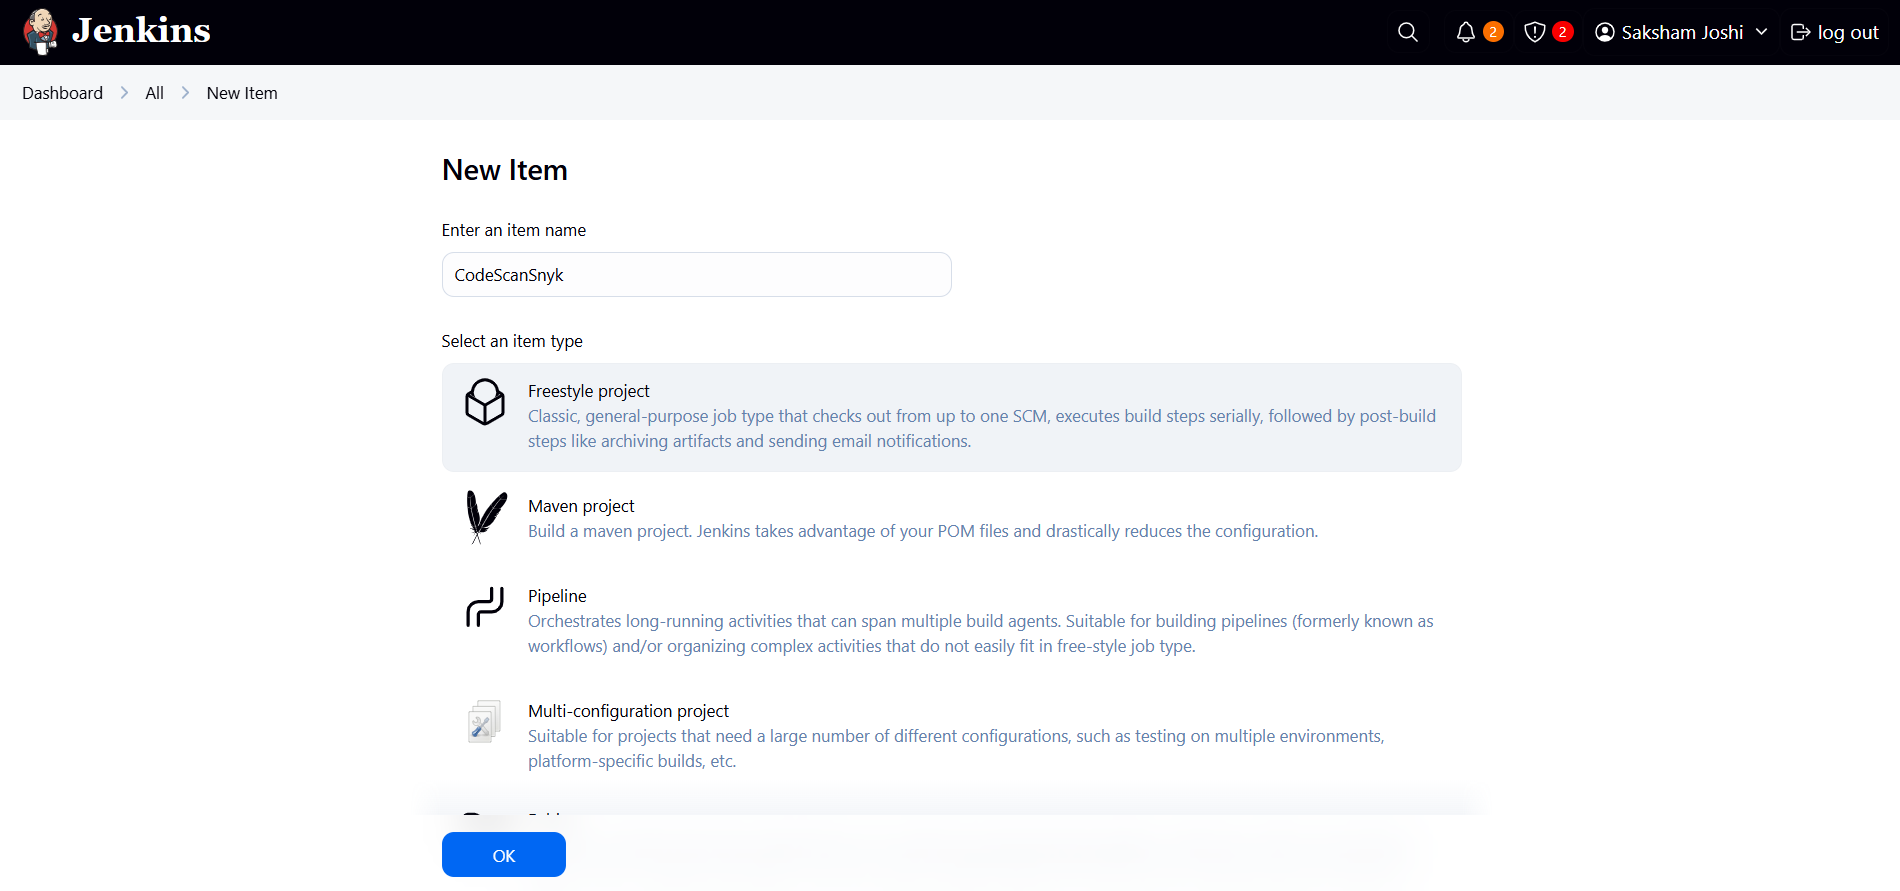 Jenkins
2
2
Saksham Joshi
log out
Dashboard
All
New Item
New Item
Enter an item name
CodeScanSnyk
Select an item type
Freestyle project
Classic, general-purpose job type that checks out from up to one SCM, executes build steps serially, followed by post-build
steps like archiving artifacts and sending email notifications.
Maven project
Build a maven project. Jenkins takes advantage of your POM files and drastically reduces the configuration.
Pipeline
Orchestrates long-running activities that can span multiple build agents. Suitable for building pipelines (formerly known as
workflows) and/or organizing complex activities that do not easily fit in free-style job type.
Multi-configuration project
Suitable for projects that need a large number of different configurations, such as testing on multiple environments,
platform-specific builds, etc.
OK